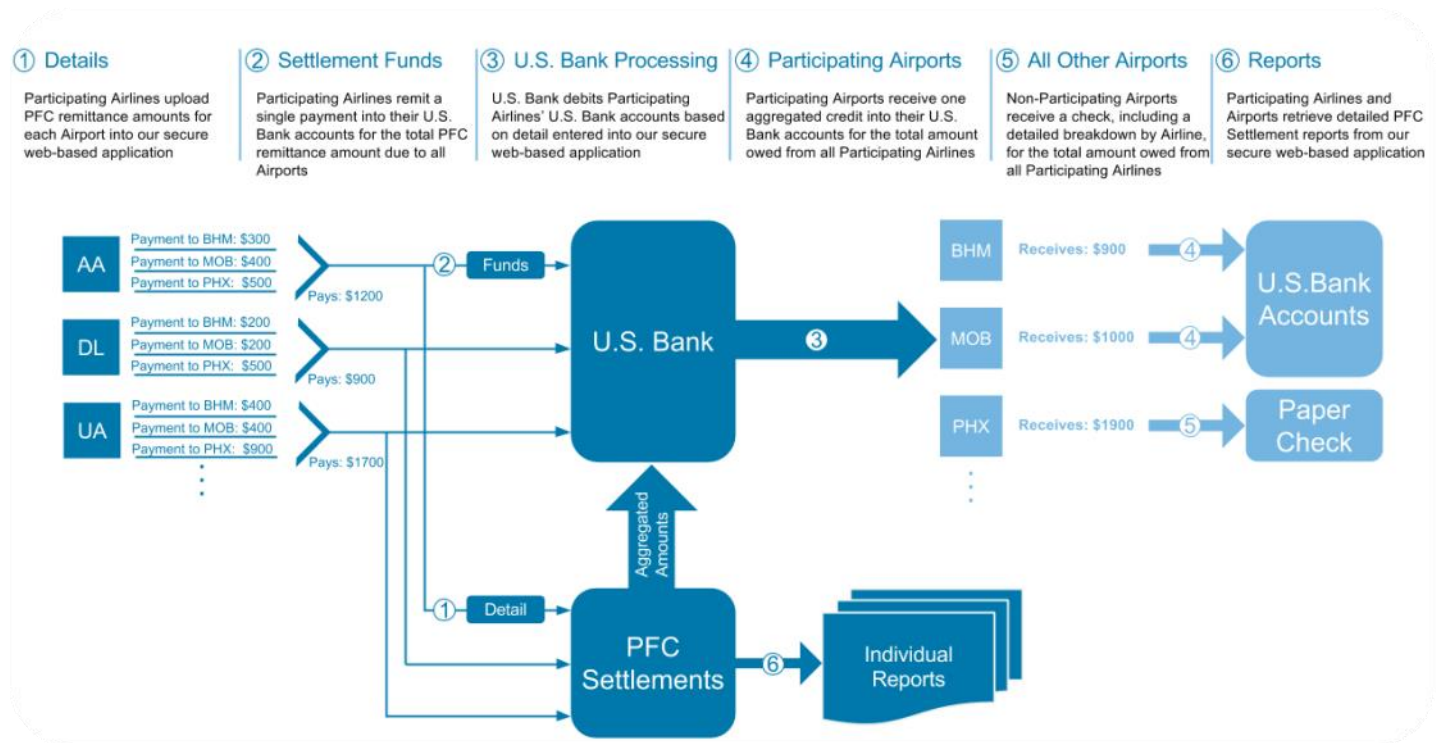 ① Details
Participating Airlines upload
PFC remittance amounts for
each Airport into our secure
web-based application
② Settlement Funds
Participating Airlines remit a
single payment into their U.S.
Bank accounts for the total PFC
remittance amount due to all
Airports
③ U.S. Bank Processing
U.S. Bank debits Participating
Airlines' U.S. Bank accounts based
on detail entered into our secure
web-based application
④ Participating Airports
Participating Airports receive one
aggregated credit into their U.S.
Bank accounts for the total amount
owed from all Participating Airlines
⑤ All Other Airports
Non-Participating Airports
receive a check, including a
detailed breakdown by Airline,
for the total amount owed from
all Participating Airlines
⑥ Reports
Participating Airlines and
Airports retrieve detailed PFC
Settlement reports from our
secure web-based application
AA
Payment to BHM: $300
Payment to MOB: $400
Payment to PHX: $500
Pays: $1200
DL
Payment to BHM: $200
Payment to MOB: $200
Payment to PHX: $500
Pays: $900
UA
Payment to BHM: $400
Payment to MOB: $400
Payment to PHX: $900
Pays: $1700
② Funds
U.S. Bank
③
① Detail
Aggregated
Amounts
PFC
Settlements
⑥
Individual
Reports
BHM
Receives: $900
④
MOB
Receives: $1000
④
U.S.Bank
Accounts
PHX
Receives: $1900
⑤
Paper
Check